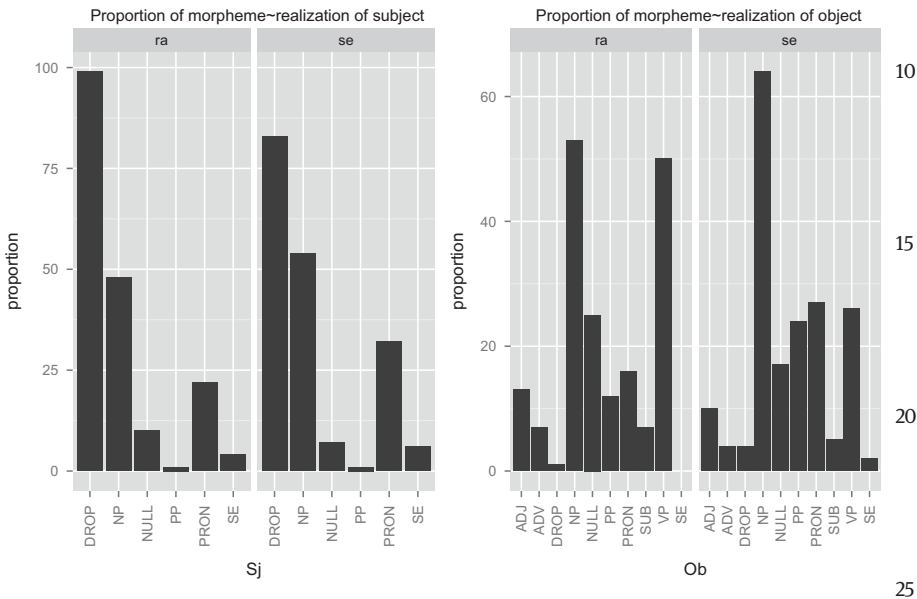 Proportion of morpheme~realization of subject
ra se
100
75
50
25
0
proportion
DROP NP NULL PP PRON SE DROP NP NULL PP PRON SE
Sj
Proportion of morpheme~realization of object
ra se
60
40
20
0
proportion
ADJ ADV DROP NP NULL PP PRON SUB VP SE ADJ ADV DROP NP NULL PP PRON SUB VP SE
Ob
10
15
20
25